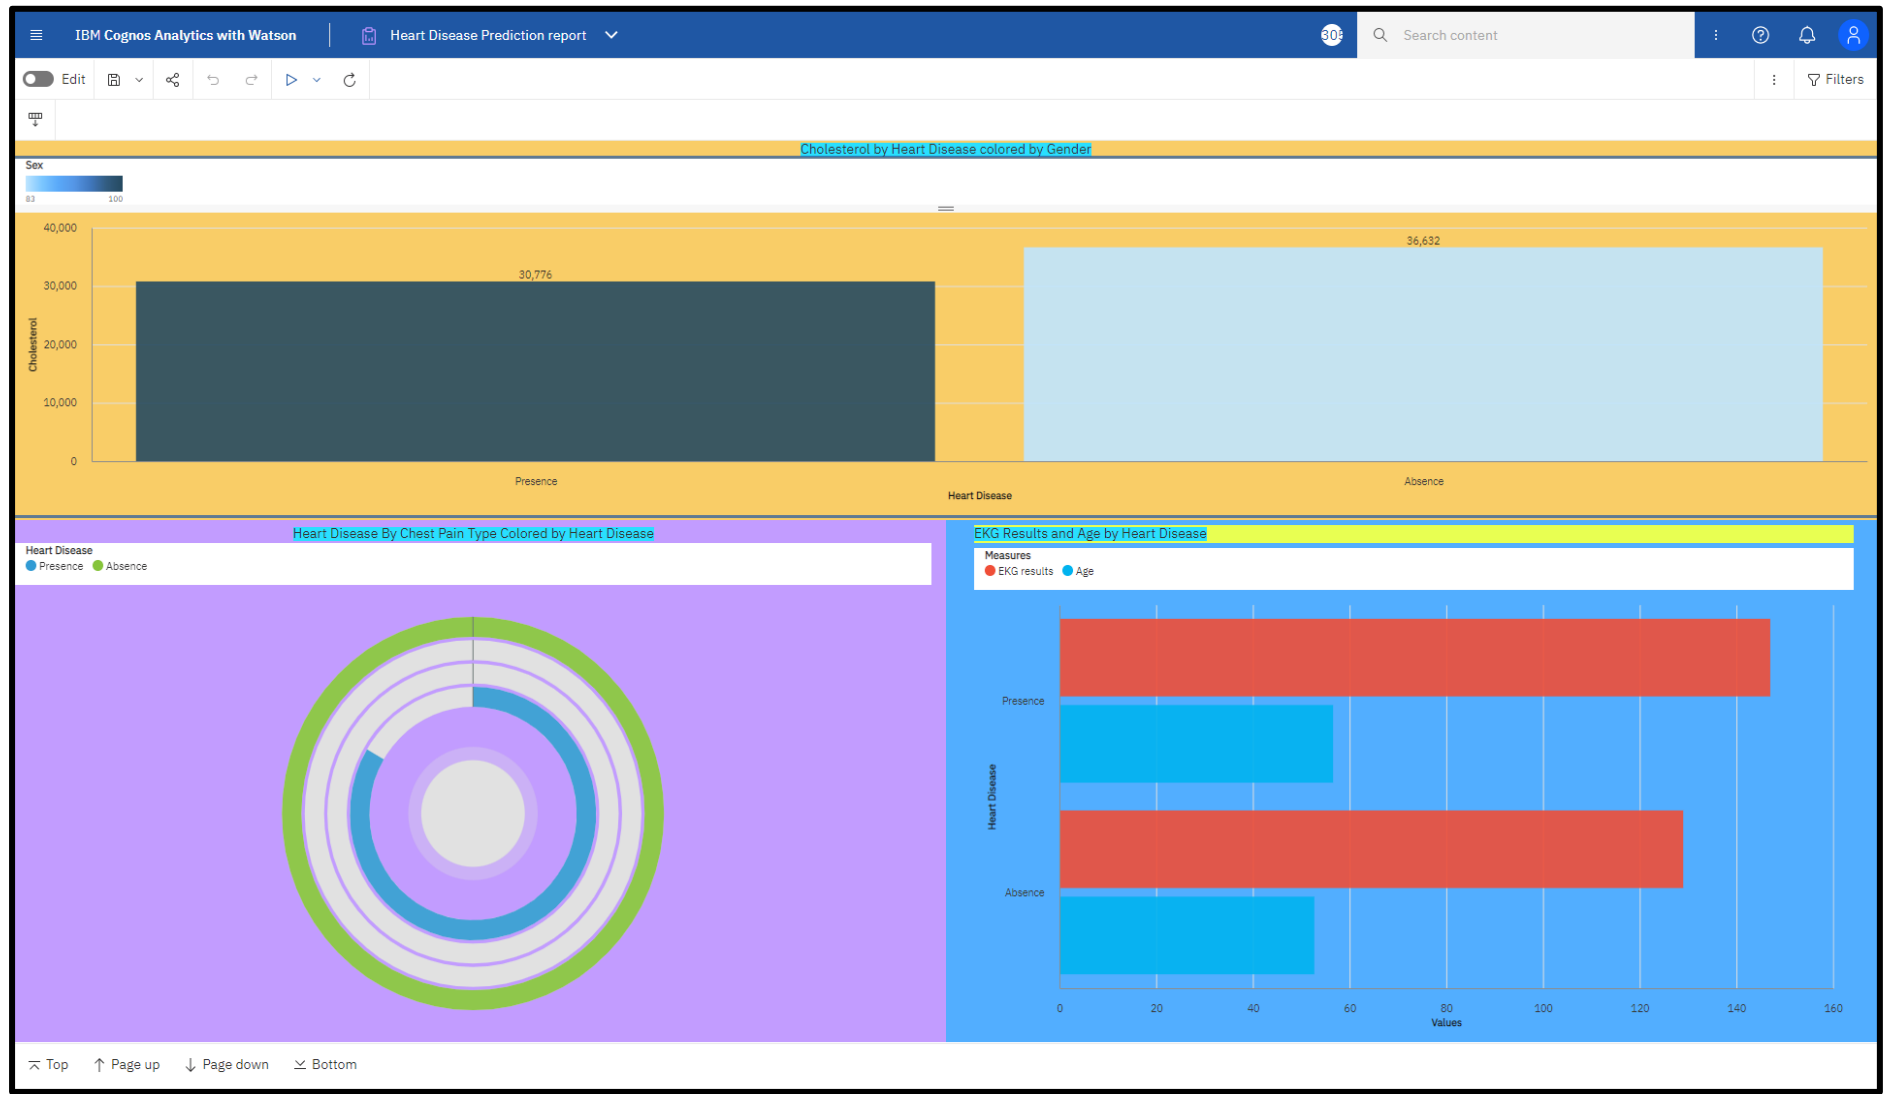 IBM Cognos Analytics with Watson
Heart Disease Prediction report
305
Search content
Edit
Filters
Cholesterol by Heart Disease colored by Gender
Sex
83 100
40,000
30,000
20,000
10,000
0
Cholesterol
30,776
36,632
Presence
Absence
Heart Disease
Heart Disease By Chest Pain Type Colored by Heart Disease
Heart Disease
Presence Absence
EKG Results and Age by Heart Disease
Measures
EKG results Age
Presence
Absence
Heart Disease
0 20 40 60 80 100 120 140 160
Values
Top Page up Page down Bottom